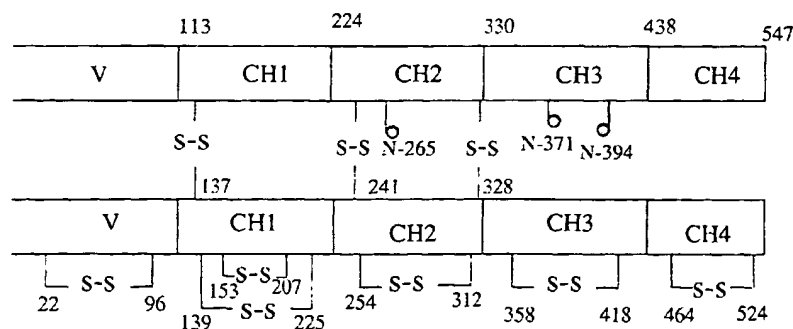 113 224 330 438 547
V CH1 CH2 CH3 CH4
S-S S-S N-265 S-S N-371 N-394
137 241 328
V CH1 CH2 CH3 CH4
S-S S-S S-S S-S S-S
22 96 153 207 254 312 358 418 464 524
S-S
139 225